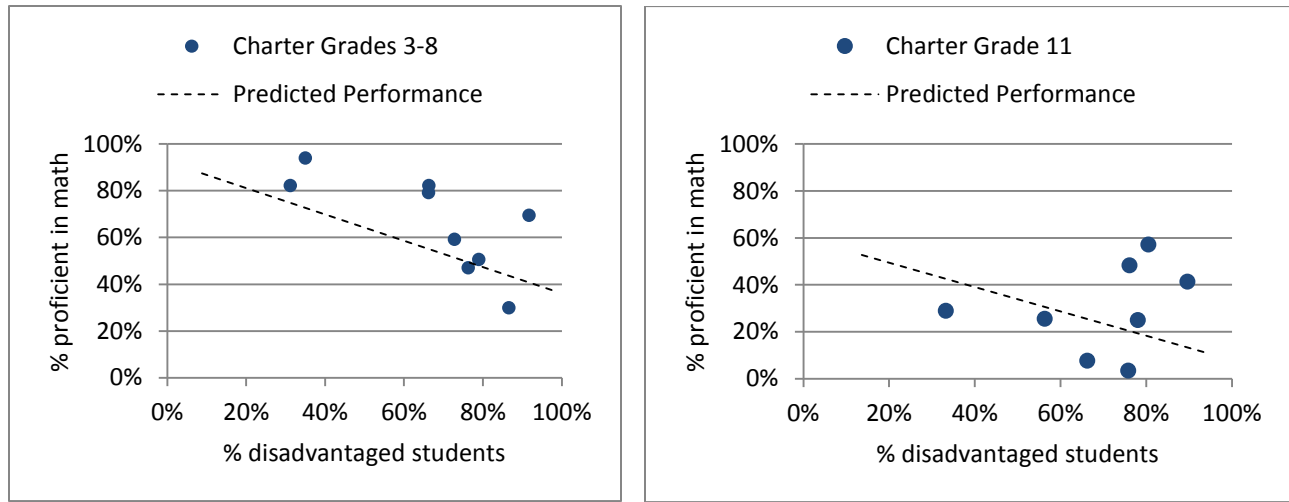 Charter Grades 3-8
Predicted Performance
% proficient in math
100%
80%
60%
40%
20%
0%
0% 20% 40% 60% 80% 100%
% disadvantaged students
Charter Grade 11
Predicted Performance
% proficient in math
100%
80%
60%
40%
20%
0%
0% 20% 40% 60% 80% 100%
% disadvantaged students